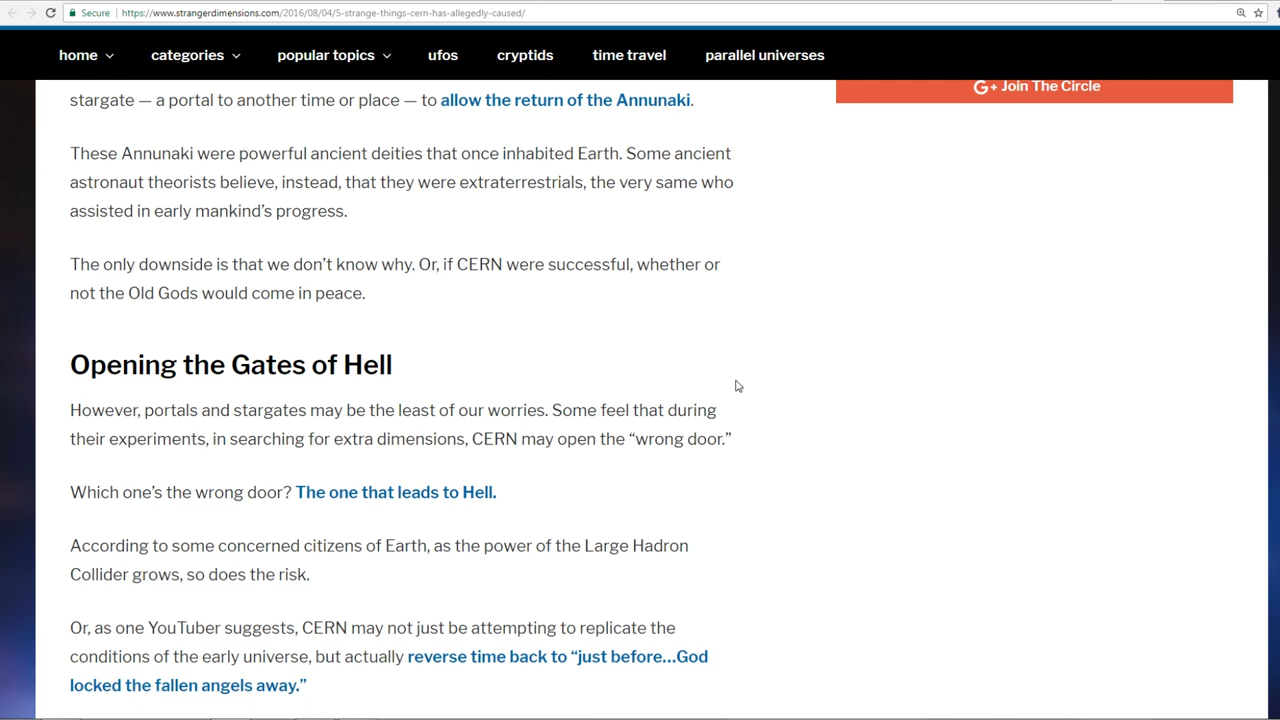 Secure https://www.strangerdimensions.com/2016/08/04/5-strange-things-cern-has-allegedly-caused/
home categories popular topics ufos cryptids time travel parallel universes
stargate — a portal to another time or place — to allow the return of the Annunaki.
G+ Join The Circle
These Annunaki were powerful ancient deities that once inhabited Earth. Some ancient
astronaut theorists believe, instead, that they were extraterrestrials, the very same who
assisted in early mankind’s progress.
The only downside is that we don’t know why. Or, if CERN were successful, whether or
not the Old Gods would come in peace.
Opening the Gates of Hell
However, portals and stargates may be the least of our worries. Some feel that during
their experiments, in searching for extra dimensions, CERN may open the “wrong door.”
Which one’s the wrong door? The one that leads to Hell.
According to some concerned citizens of Earth, as the power of the Large Hadron
Collider grows, so does the risk.
Or, as one YouTuber suggests, CERN may not just be attempting to replicate the
conditions of the early universe, but actually reverse time back to “just before...God
locked the fallen angels away.”